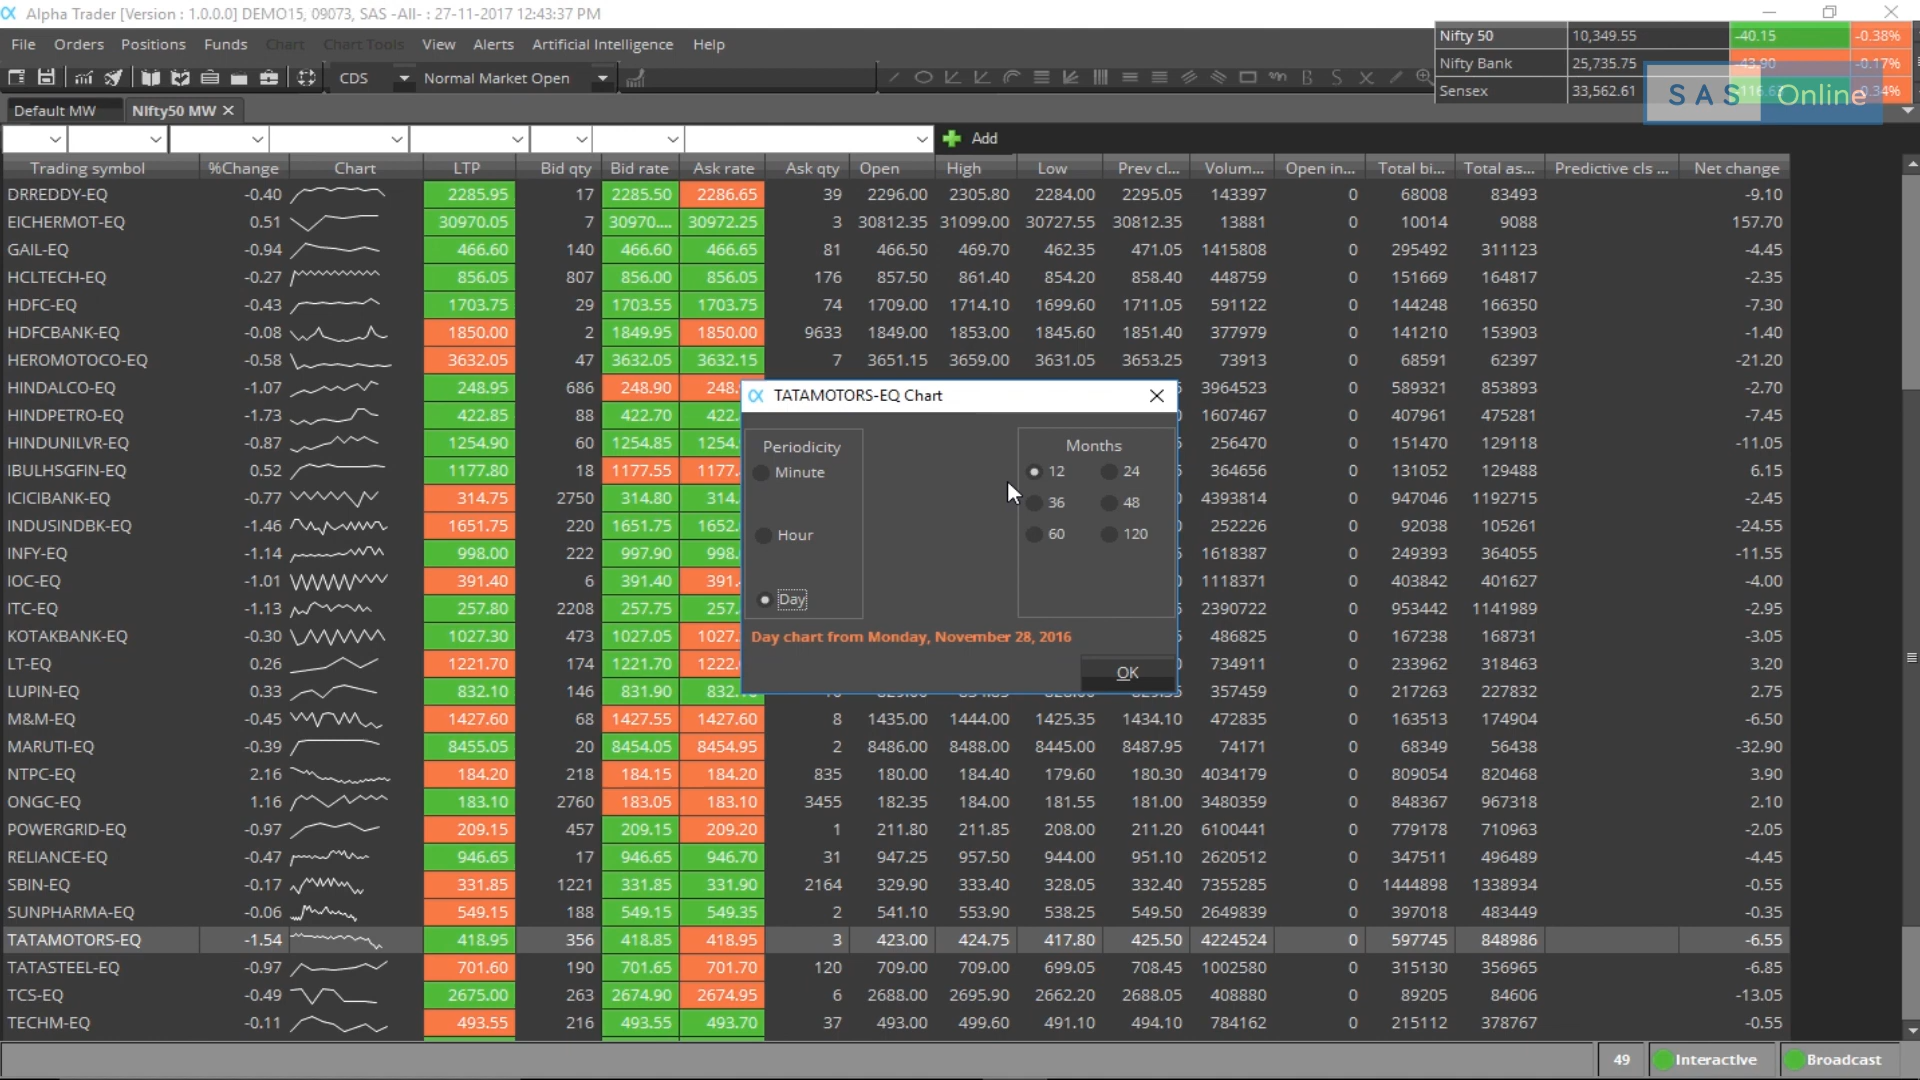 Alpha Trader [Version : 1.0.0.0] DEMO15, 09073, SAS -All- : 27-11-2017 12:43:37 PM
File Orders Positions Funds Chart Chart Tools View Alerts Artificial Intelligence Help
Nifty 50 10,349.55 -40.15 -0.38%
Nifty Bank 25,735.75 -43.90 -0.17%
Sensex 33,562.61
SAS Online
CDS Normal Market Open
Default MW NIfty50 MW
Add
Trading symbol %Change Chart LTP Bid qty Bid rate Ask rate Ask qty Open High Low Prev cl... Volum... Open in... Total bi... Total as... Predictive cls ... Net change
DRREDDY-EQ -0.40 2285.95 17 2285.50 2286.65 39 2296.00 2305.80 2284.00 2295.05 143397 0 68008 83493 -9.10
EICHERMOT-EQ 0.51 30970.05 7 30970.... 30972.25 3 30812.35 31099.00 30727.55 30812.35 13881 0 10014 9088 157.70
GAIL-EQ -0.94 466.60 140 466.60 466.65 81 466.50 469.70 462.35 471.05 1415808 0 295492 311123 -4.45
HCLTECH-EQ -0.27 856.05 807 856.00 856.05 176 857.50 861.40 854.20 858.40 448759 0 151669 164817 -2.35
HDFC-EQ -0.43 1703.75 29 1703.55 1703.75 74 1709.00 1714.10 1699.60 1711.05 591122 0 144248 166350 -7.30
HDFCBANK-EQ -0.08 1850.00 2 1849.95 1850.00 9633 1849.00 1853.00 1845.60 1851.40 377979 0 141210 153903 -1.40
HEROMOTOCO-EQ -0.58 3632.05 47 3632.05 3632.15 7 3651.15 3659.00 3631.05 3653.25 73913 0 68591 62397 -21.20
HINDALCO-EQ -1.07 248.95 686 248.90 248. 3964523 0 589321 853893 -2.70
HINDPETRO-EQ -1.73 422.85 88 422.70 422. 1607467 0 407961 475281 -7.45
HINDUNILVR-EQ -0.87 1254.90 60 1254.85 1254. 256470 0 151470 129118 -11.05
IBULHSGFIN-EQ 0.52 1177.80 18 1177.55 1177. 364656 0 131052 129488 6.15
ICICIBANK-EQ -0.77 314.75 2750 314.80 314. 4393814 0 947046 1192715 -2.45
INDUSINDBK-EQ -1.46 1651.75 220 1651.75 1652. 252226 0 92038 105261 -24.55
INFY-EQ -1.14 998.00 222 997.90 998. 1618387 0 249393 364055 -11.55
IOC-EQ -1.01 391.40 6 391.40 391. 1118371 0 403842 401627 -4.00
ITC-EQ -1.13 257.80 2208 257.75 257. 2390722 0 953442 1141989 -2.95
KOTAKBANK-EQ -0.30 1027.30 473 1027.05 1027. 486825 0 167238 168731 -3.05
LT-EQ 0.26 1221.70 174 1221.70 1222. 734911 0 233962 318463 3.20
LUPIN-EQ 0.33 832.10 146 831.90 832. 357459 0 217263 227832 2.75
M&M-EQ -0.45 1427.60 68 1427.55 1427.60 8 1435.00 1444.00 1425.35 1434.10 472835 0 163513 174904 -6.50
MARUTI-EQ -0.39 8455.05 20 8454.05 8454.95 2 8486.00 8488.00 8445.00 8487.95 74171 0 68349 56438 -32.90
NTPC-EQ 2.16 184.20 218 184.15 184.20 835 180.00 184.40 179.60 180.30 4034179 0 809054 820468 3.90
ONGC-EQ 1.16 183.10 2760 183.05 183.10 3455 182.35 184.00 181.55 181.00 3480359 0 848367 967318 2.10
POWERGRID-EQ -0.97 209.15 457 209.15 209.20 1 211.80 211.85 208.00 211.20 6100441 0 779178 710963 -2.05
RELIANCE-EQ -0.47 946.65 17 946.65 946.70 31 947.25 957.50 944.00 951.10 2620512 0 347511 496489 -4.45
SBIN-EQ -0.17 331.85 1221 331.85 331.90 2164 329.90 333.40 328.05 332.40 7355285 0 1444898 1338934 -0.55
SUNPHARMA-EQ -0.06 549.15 188 549.15 549.35 2 541.10 553.90 538.25 549.50 2649839 0 397018 483449 -0.35
TATAMOTORS-EQ -1.54 418.95 356 418.85 418.95 3 423.00 424.75 417.80 425.50 4224524 0 597745 848986 -6.55
TATASTEEL-EQ -0.97 701.60 190 701.65 701.70 120 709.00 709.00 699.05 708.45 1002580 0 315130 356965 -6.85
TCS-EQ -0.49 2675.00 263 2674.90 2674.95 6 2688.00 2695.90 2662.20 2688.05 408880 0 89205 84606 -13.05
TECHM-EQ -0.11 493.55 216 493.55 493.70 37 493.00 499.60 491.10 494.10 784162 0 215112 378767 -0.55
TATAMOTORS-EQ Chart
Periodicity Months
Minute 12 24
36 48
Hour 60 120
Day
Day chart from Monday, November 28, 2016
OK
49 Interactive Broadcast